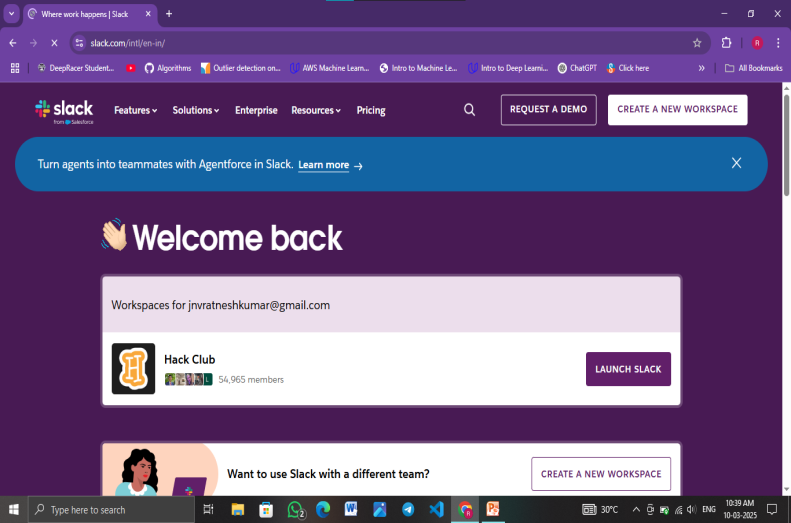 Where work happens | Slack
slack.com/intl/en-in/
DeepRacer Student... Algorithms Outlier detection on... AWS Machine Learn... Intro to Machine Le... Intro to Deep Learni... ChatGPT Click here » All Bookmarks
slack Features Solutions Enterprise Resources Pricing REQUEST A DEMO CREATE A NEW WORKSPACE
from Salesforce
Turn agents into teammates with Agentforce in Slack. Learn more →
Welcome back
Workspaces for jnvratneshkumar@gmail.com
Hack Club
L 54,965 members
LAUNCH SLACK
Want to use Slack with a different team? CREATE A NEW WORKSPACE
Type here to search 2 30°C ENG 10:39 AM
10-03-2025